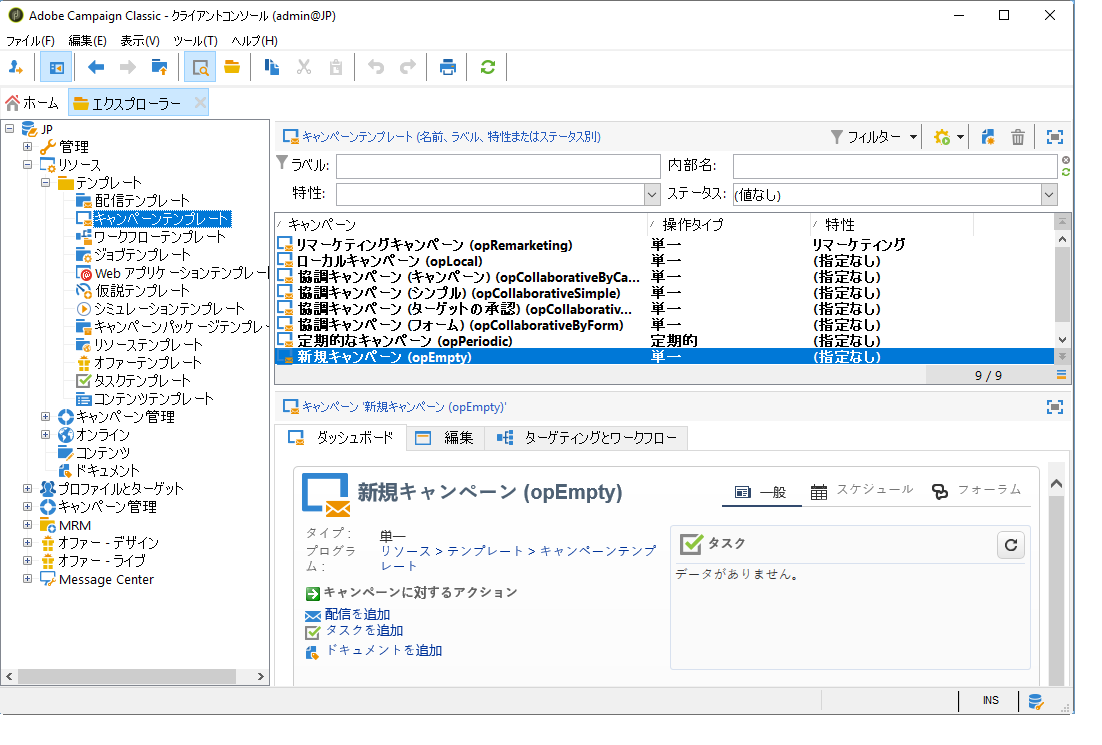 Adobe Campaign Classic - クライアントコンソール (admin@JP)
ファイル(F) 編集(E) 表示(V) ツール(T) ヘルプ(H)
ホーム エクスプローラー
JP
管理
リソース
テンプレート
配信テンプレート
キャンペーンテンプレート
ワークフローテンプレート
ジョブテンプレート
Web アプリケーションテンプレー
仮説テンプレート
シミュレーションテンプレート
キャンペーンパッケージテンプレ
リソーステンプレート
オファーテンプレート
タスクテンプレート
コンテンツテンプレート
キャンペーン管理
オンライン
コンテンツ
ドキュメント
プロファイルとターゲット
キャンペーン管理
MRM
オファー - デザイン
オファー - ライブ
Message Center
キャンペーンテンプレート (名前、ラベル、特性またはステータス別) フィルター
ラベル: 内部名:
特性: ステータス: (値なし)
キャンペーン 操作タイプ 特性
リマーケティングキャンペーン (opRemarketing) 単一 リマーケティング
ローカルキャンペーン (opLocal) 単一 (指定なし)
協調キャンペーン (キャンペーン) (opCollaborativeByCa... 単一 (指定なし)
協調キャンペーン (シンプル) (opCollaborativeSimple) 単一 (指定なし)
協調キャンペーン (ターゲットの承認) (opCollaborativ... 単一 (指定なし)
協調キャンペーン (フォーム) (opCollaborativeByForm) 単一 (指定なし)
定期的なキャンペーン (opPeriodic) 定期的 (指定なし)
新規キャンペーン (opEmpty) 単一 (指定なし)
9 / 9
キャンペーン '新規キャンペーン (opEmpty)'
ダッシュボード 編集 ターゲティングとワークフロー
新規キャンペーン (opEmpty) 一般 スケジュール フォーラム
タイプ : 単一
プログラ リソース > テンプレート > キャンペーンテンプ
ム : レート
キャンペーンに対するアクション
配信を追加
タスクを追加
ドキュメントを追加
タスク
データがありません。
INS